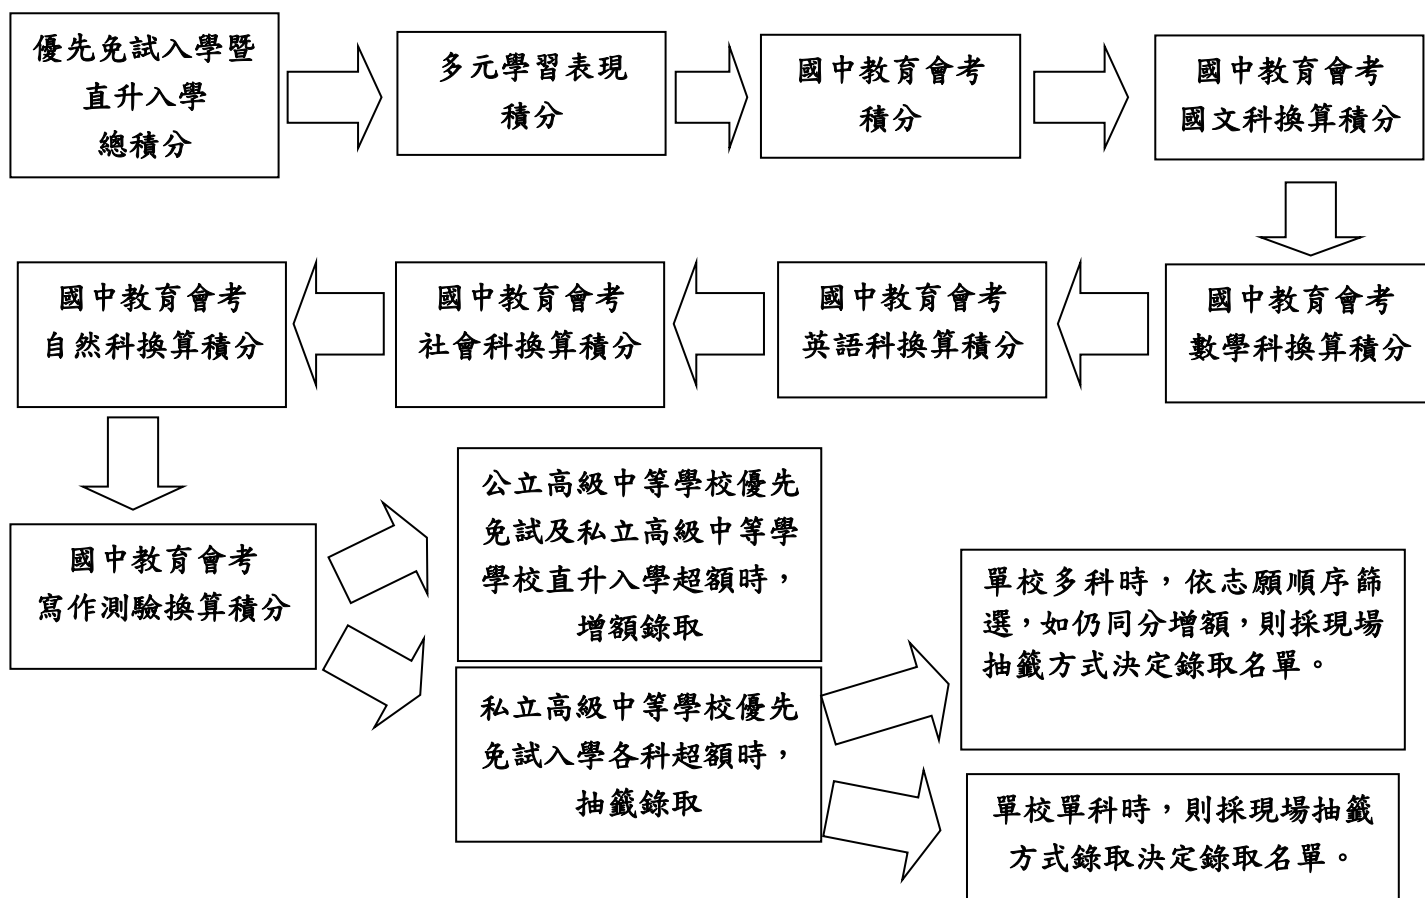 優先免試入學暨
直升入學
總積分
多元學習表現
積分
國中教育會考
積分
國中教育會考
國文科換算積分
國中教育會考
數學科換算積分
國中教育會考
英語科換算積分
國中教育會考
社會科換算積分
國中教育會考
自然科換算積分
國中教育會考
寫作測驗換算積分
公立高級中等學校優先
免試及私立高級中等學
學校直升入學超額時，
增額錄取
私立高級中等學校優先
免試入學各科超額時，
抽籤錄取
單校多科時，依志願順序篩
選，如仍同分增額，則採現場
抽籤方式決定錄取名單。
單校單科時，則採現場抽籤
方式錄取決定錄取名單。